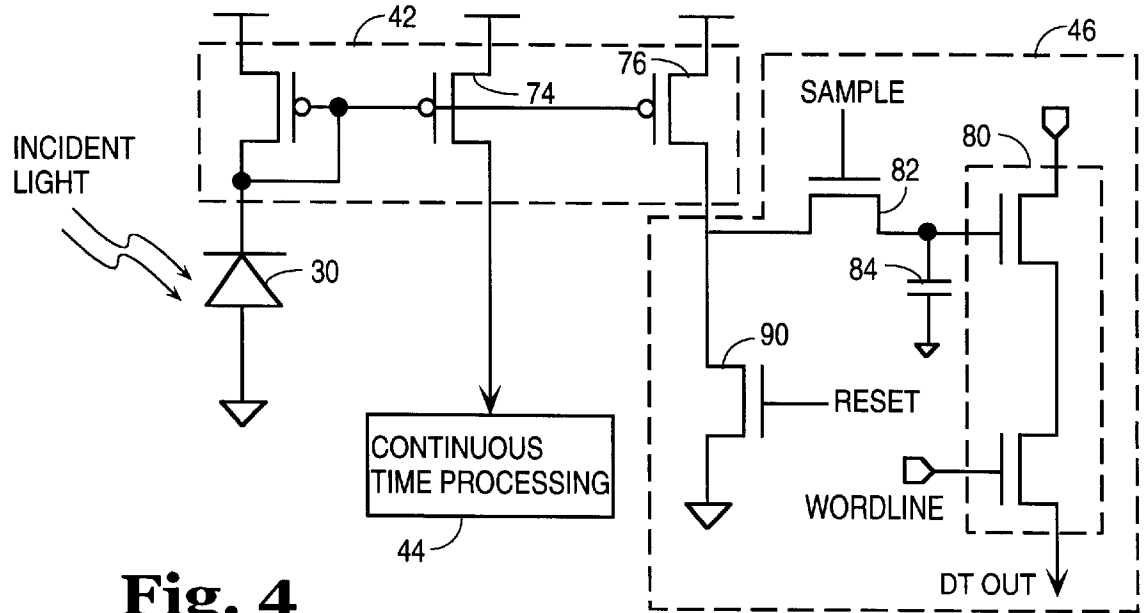 42
46
76
74
SAMPLE
80
INCIDENT
LIGHT
82
30
84
90
RESET
CONTINUOUS
TIME PROCESSING
WORDLINE
44
DT OUT
Fig. 4